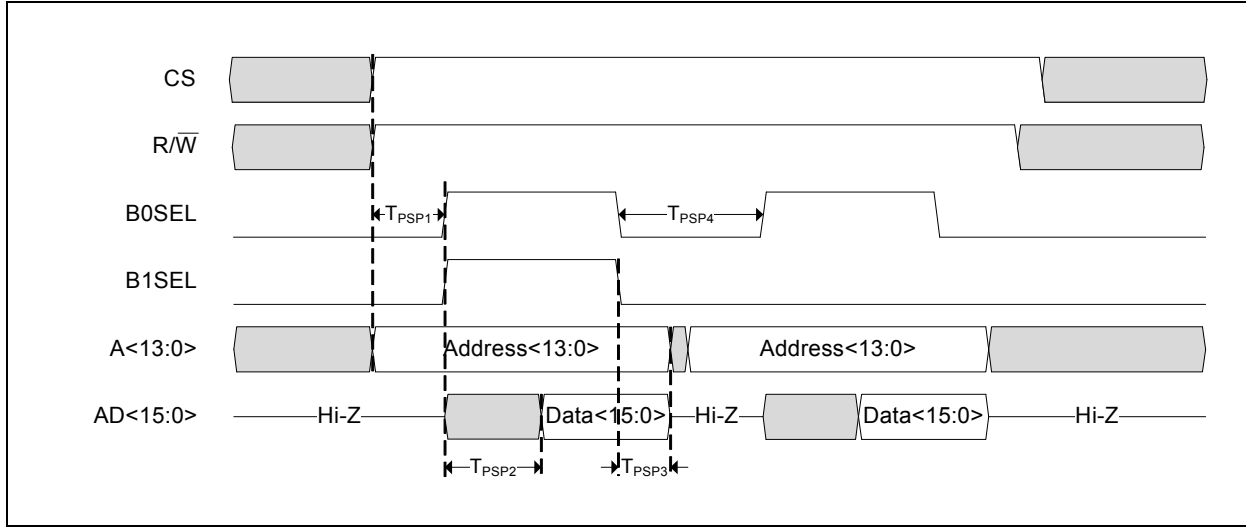 CS
R/W̅
B0SEL
T_PSP1
T_PSP4
B1SEL
A<13:0>
Address<13:0>
Address<13:0>
AD<15:0>
Hi-Z
Data<15:0>
Hi-Z
Data<15:0>
Hi-Z
T_PSP2
T_PSP3